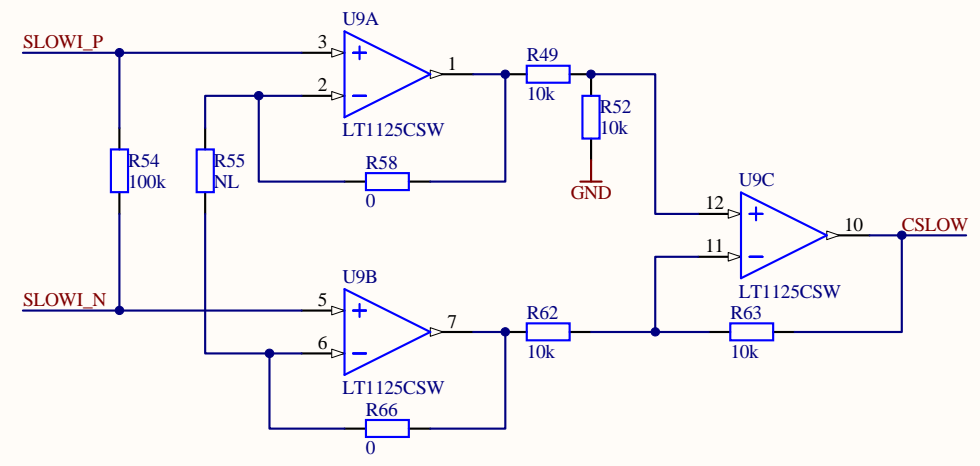 U9A
SLOWI_P
3
1
R49
2
10k
R52
10k
LT1125CSW
R54
100k
R55
NL
R58
0
GND
U9C
12
10
CSLOW
11
U9B
LT1125CSW
SLOWI_N
5
7
R62
R63
6
10k
10k
LT1125CSW
R66
0